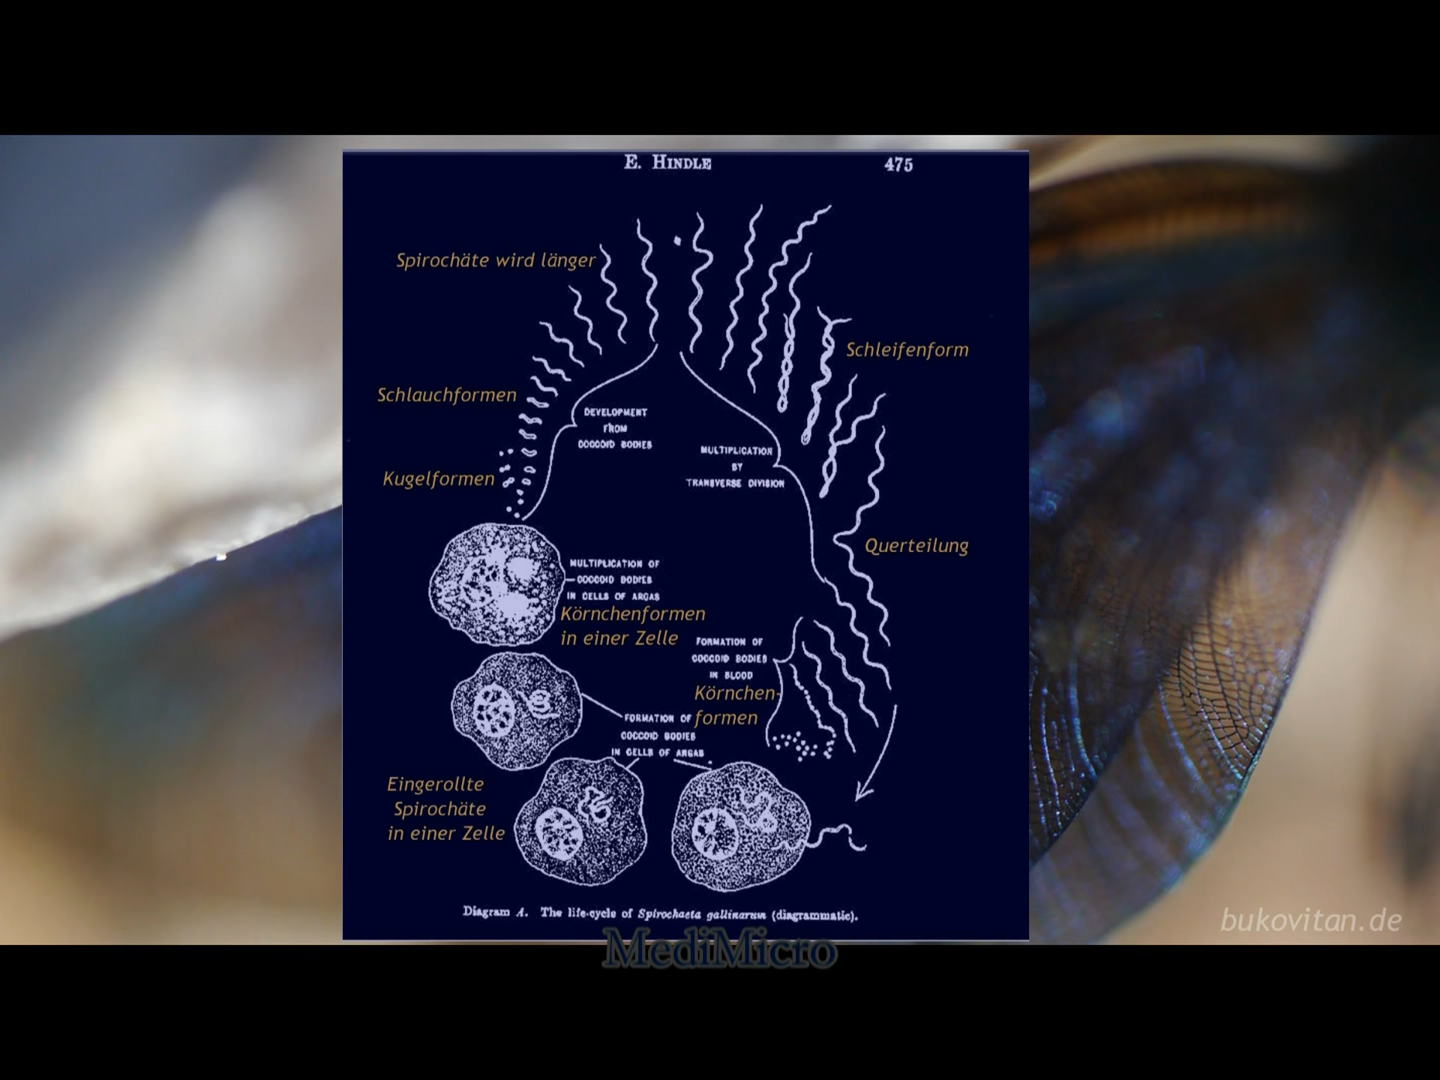 E. HINDLE
475
Spirochäte wird länger
Schleifenform
Schlauchformen
DEVELOPMENT
FROM
COCCOID BODIES
MULTIPLICATION
BY
TRANSVERSE DIVISION
Kugelformen
Querteilung
MULTIPLICATION OF
COCCOID BODIES
IN CELLS OF ARGAS
Körnchenformen
in einer Zelle
FORMATION OF
COCCOID BODIES
IN BLOOD
Körnchen-
formen
FORMATION OF
COCCOID BODIES
IN CELLS OF ARGAS
Eingerollte
Spirochäte
in einer Zelle
Diagram A. The life-cycle of Spirochaeta gallinarum (diagrammatic).
bukovitan.de
MediMicro